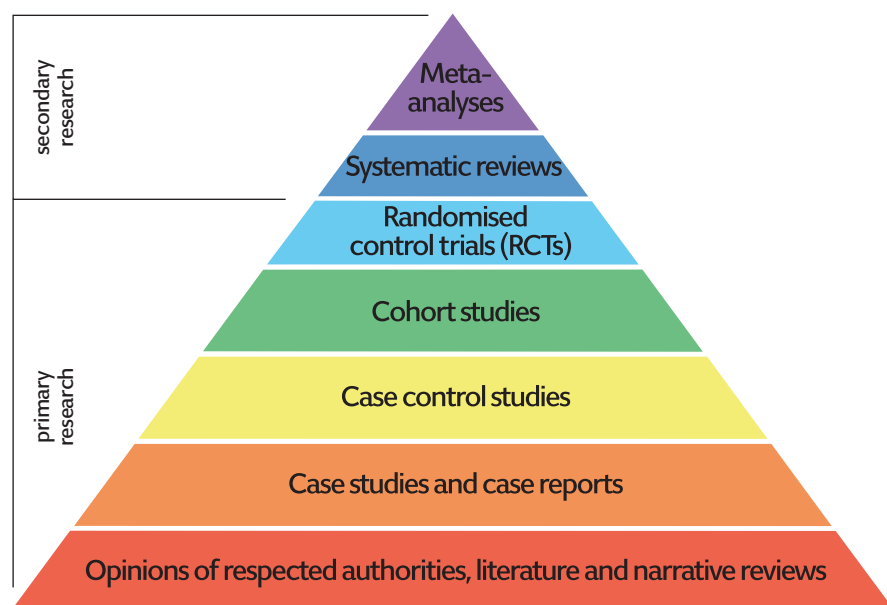 secondary
research
Meta-
analyses
Systematic reviews
Randomised
control trials (RCTs)
Cohort studies
primary
research
Case control studies
Case studies and case reports
Opinions of respected authorities, literature and narrative reviews